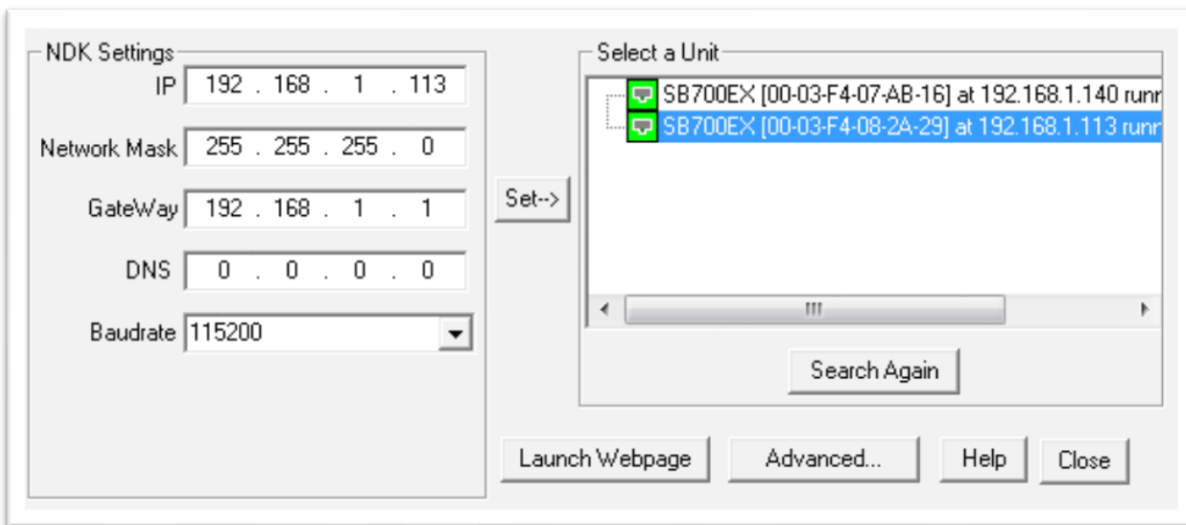 NDK Settings
IP 192 . 168 . 1 . 113
Network Mask 255 . 255 . 255 . 0
GateWay 192 . 168 . 1 . 1
DNS 0 . 0 . 0 . 0
Baudrate 115200
Set-->
Select a Unit
SB700EX [00-03-F4-07-AB-16] at 192.168.1.140 runr
SB700EX [00-03-F4-08-2A-29] at 192.168.1.113 runr
Search Again
Launch Webpage
Advanced...
Help
Close